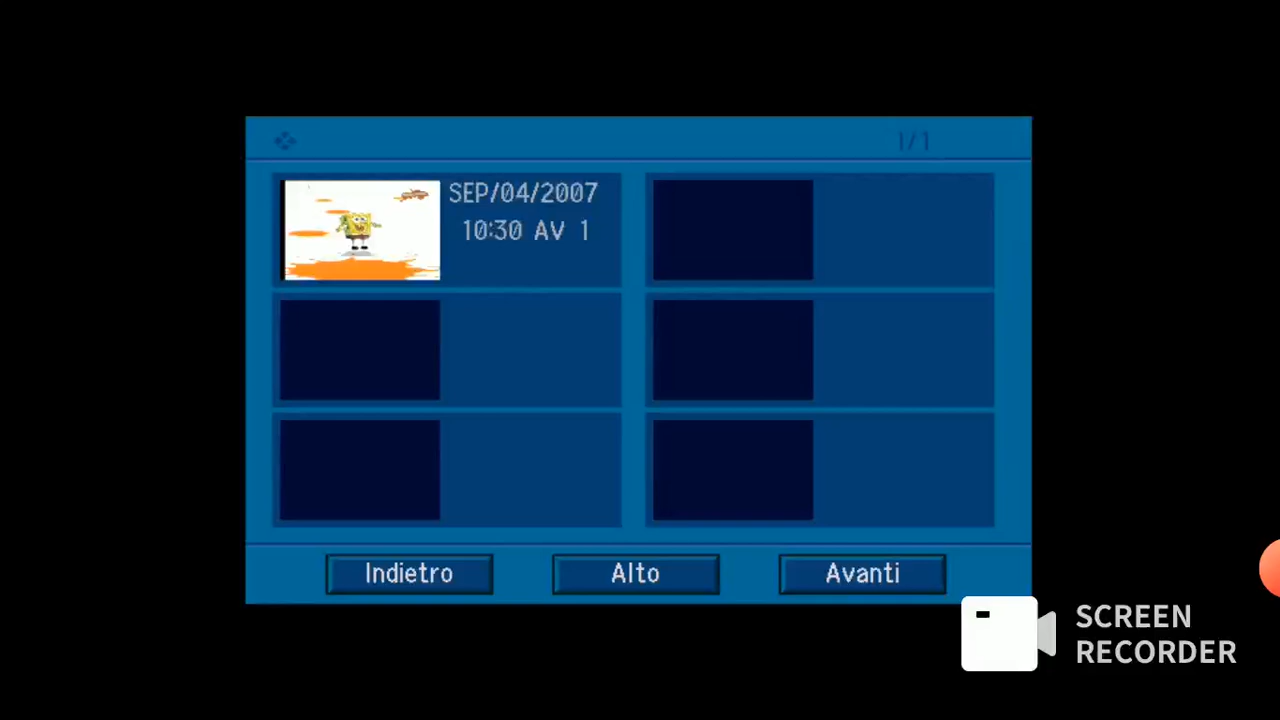 1/1
SEP/04/2007
10:30 AV 1
Indietro
Alto
Avanti
SCREEN
RECORDER